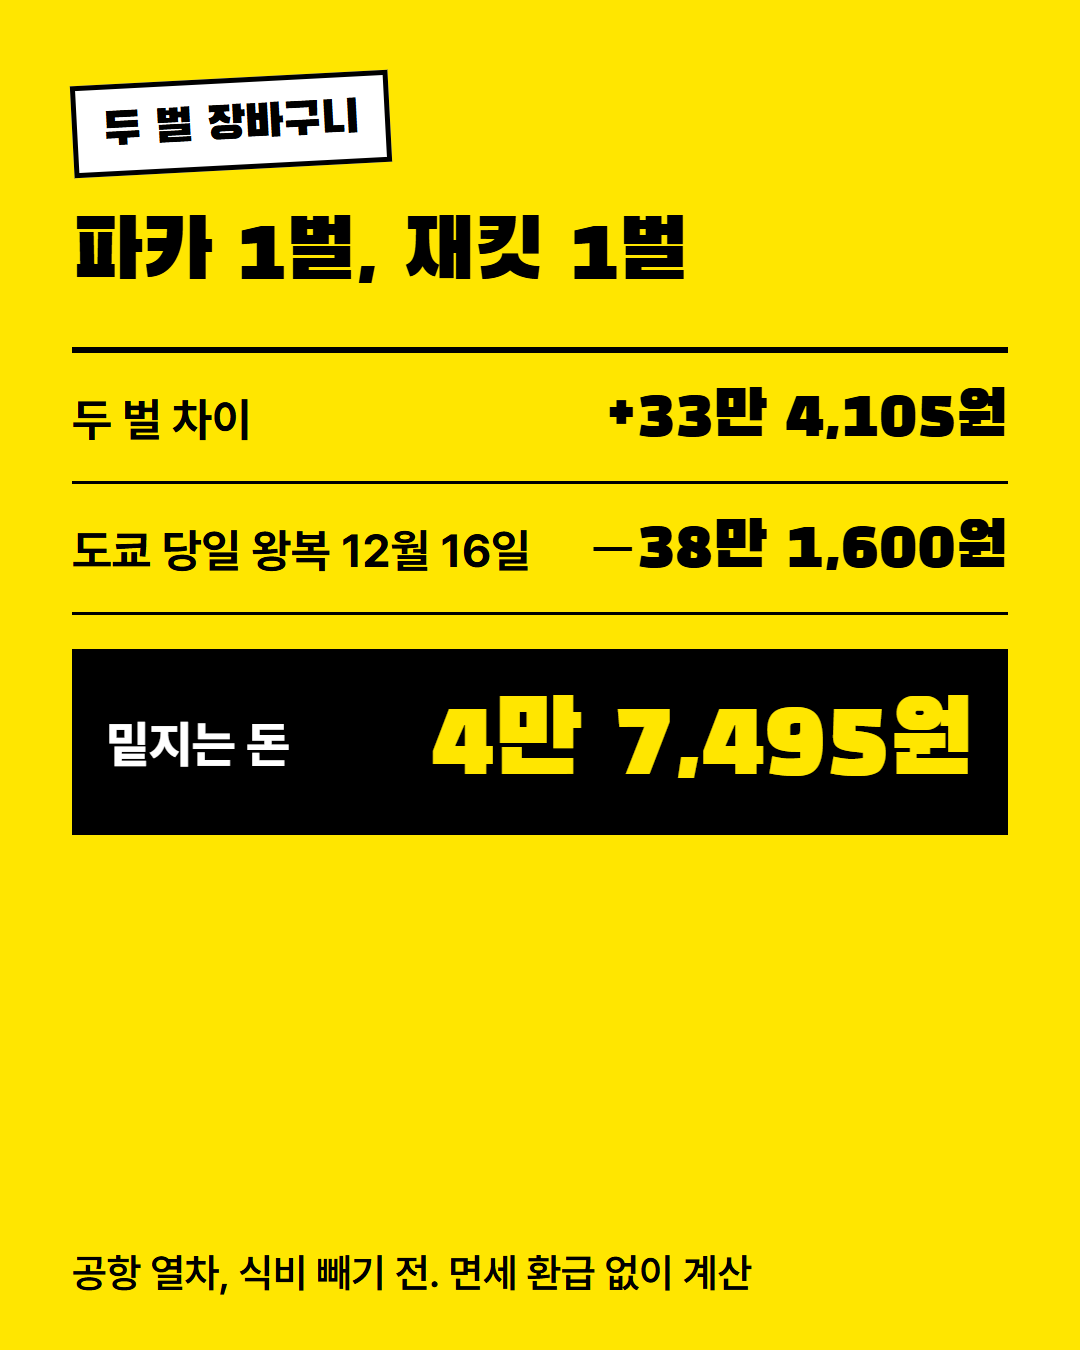 두 벌 장바구니
파카 1벌, 재킷 1벌
두 벌 차이 +33만 4,105원
도쿄 당일 왕복 12월 16일 —38만 1,600원
밑지는 돈 4만 7,495원
공항 열차, 식비 빼기 전. 면세 환급 없이 계산